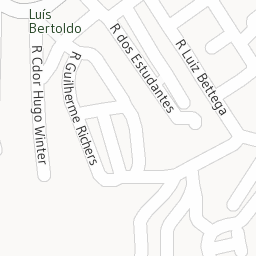 Luís
Bertoldo
R Cdor Hugo Winter
R Guilherme Richers
R dos Estudantes
R Luiz Bettega